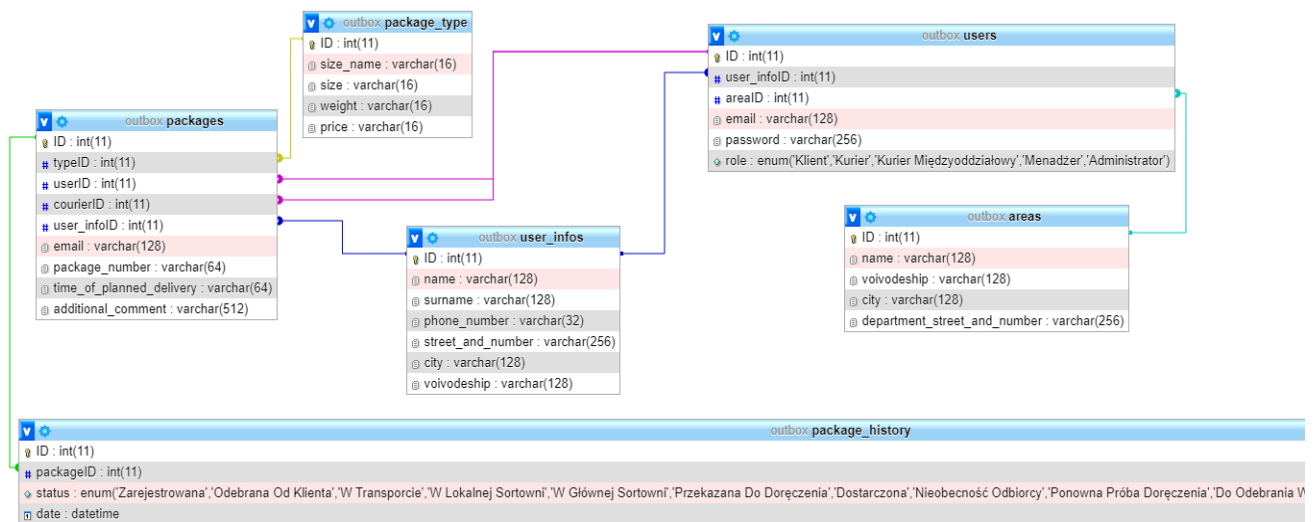 outbox package_type
ID : int(11)
size_name : varchar(16)
size : varchar(16)
weight : varchar(16)
price : varchar(16)
outbox users
ID : int(11)
user_infoID : int(11)
areaID : int(11)
email : varchar(128)
password : varchar(256)
role : enum('Klient','Kurier','Kurier Międzyoddziałowy','Menadżer','Administrator')
outbox packages
ID : int(11)
typeID : int(11)
userID : int(11)
courierID : int(11)
user_infoID : int(11)
email : varchar(128)
package_number : varchar(64)
time_of_planned_delivery : varchar(64)
additional_comment : varchar(512)
outbox user_infos
ID : int(11)
name : varchar(128)
surname : varchar(128)
phone_number : varchar(32)
street_and_number : varchar(256)
city : varchar(128)
voivodeship : varchar(128)
outbox areas
ID : int(11)
name : varchar(128)
voivodeship : varchar(128)
city : varchar(128)
department_street_and_number : varchar(256)
outbox package_history
ID : int(11)
packageID : int(11)
status : enum('Zarejestrowana','Odebrana Od Klienta','W Transporcie','W Lokalnej Sortowni','W Głównej Sortowni','Przekazana Do Doręczenia','Dostarczona','Nieobecność Odbiorcy','Ponowna Próba Doręczenia','Do Odebrania W
date : datetime